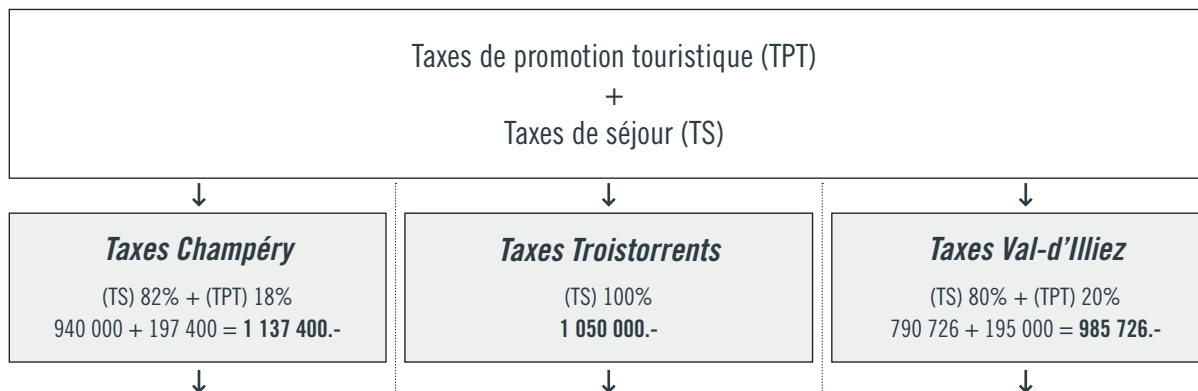 Taxes de promotion touristique (TPT)
+
Taxes de séjour (TS)
↓
↓
↓
Taxes Champéry
(TS) 82% + (TPT) 18%
940 000 + 197 400 = 1 137 400.-
Taxes Troistorrents
(TS) 100%
1 050 000.-
Taxes Val-d'Illiez
(TS) 80% + (TPT) 20%
790 726 + 195 000 = 985 726.-
↓
↓
↓